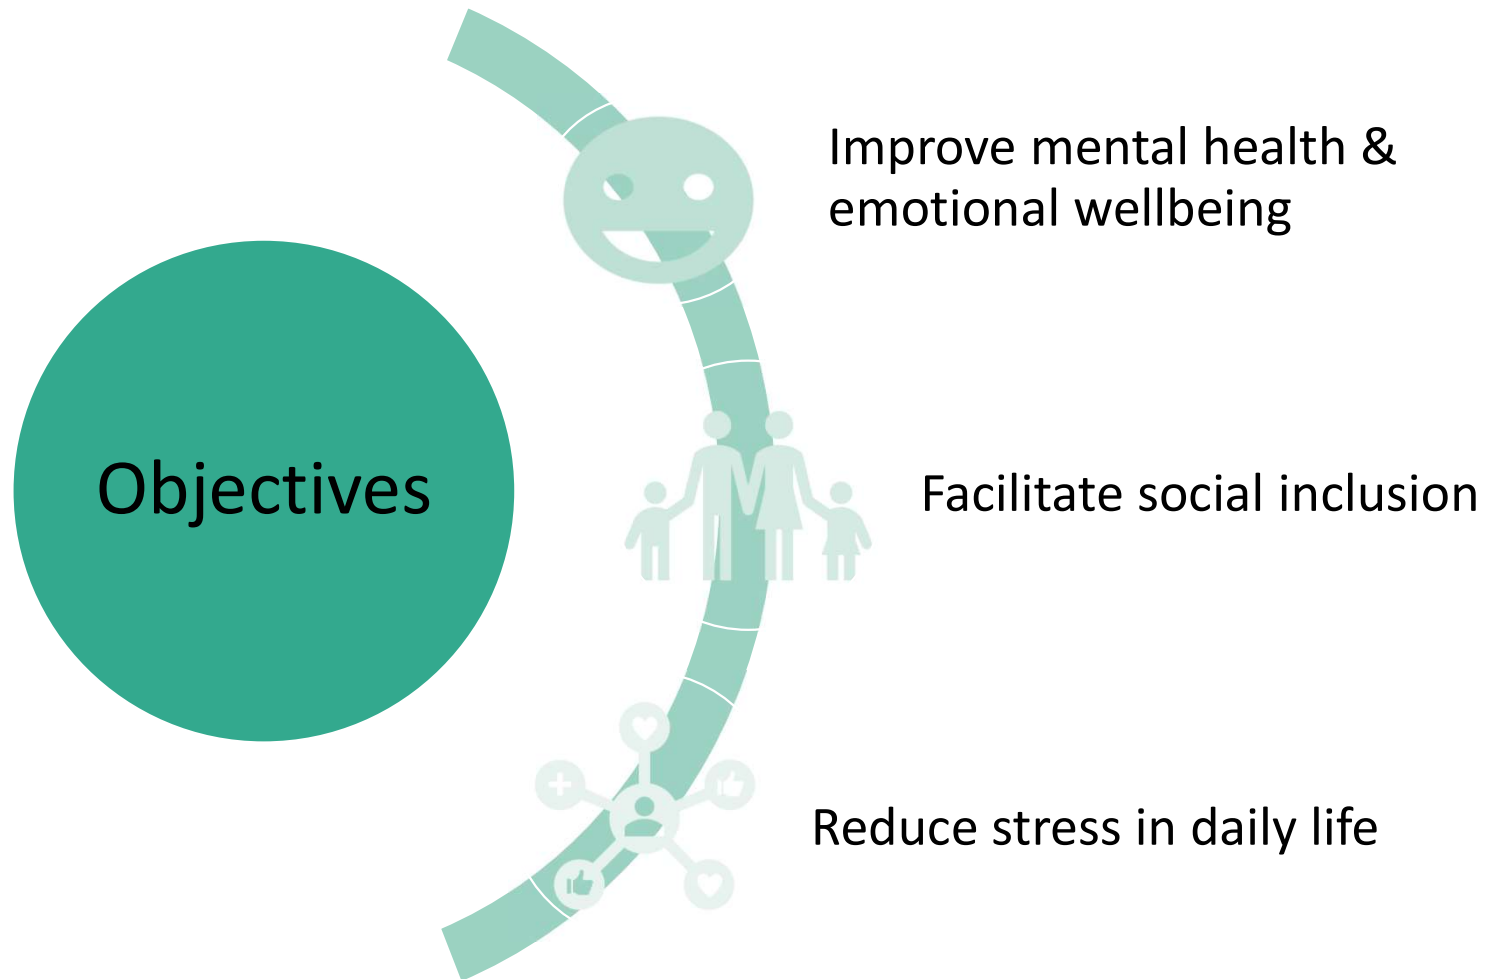 Objectives
Improve mental health &
emotional wellbeing
Facilitate social inclusion
Reduce stress in daily life